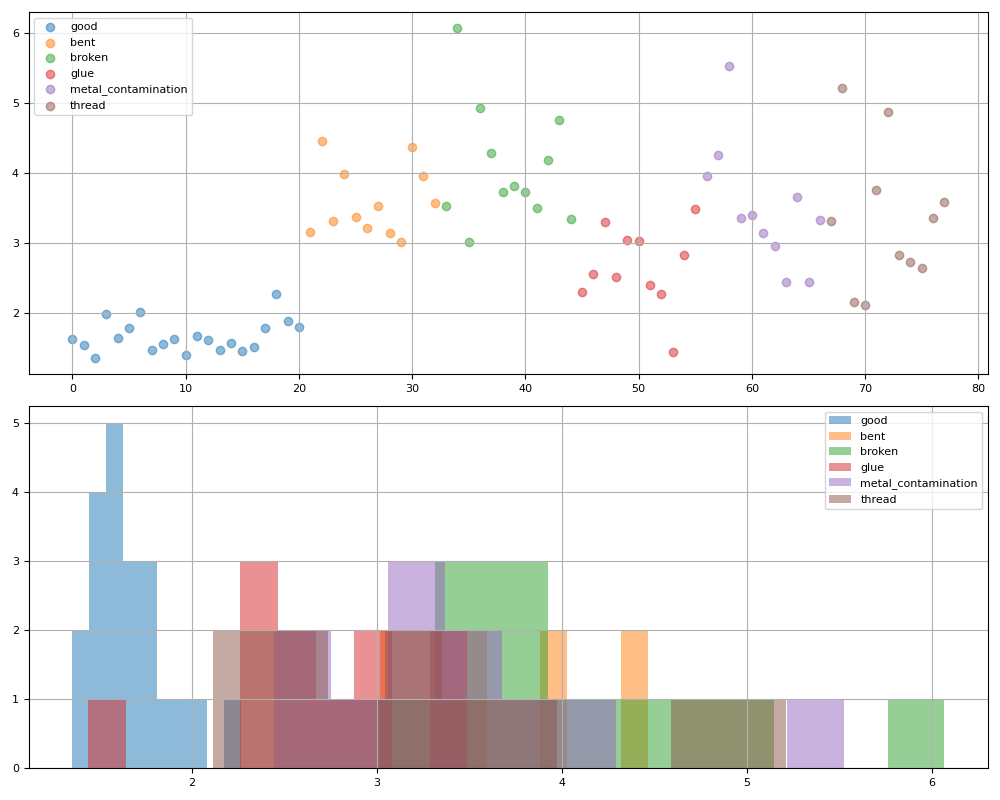 6
5
4
3
2
good
bent
broken
glue
metal_contamination
thread
0
10
20
30
40
50
60
70
80
5
4
3
2
1
0
good
bent
broken
glue
metal_contamination
thread
2
3
4
5
6